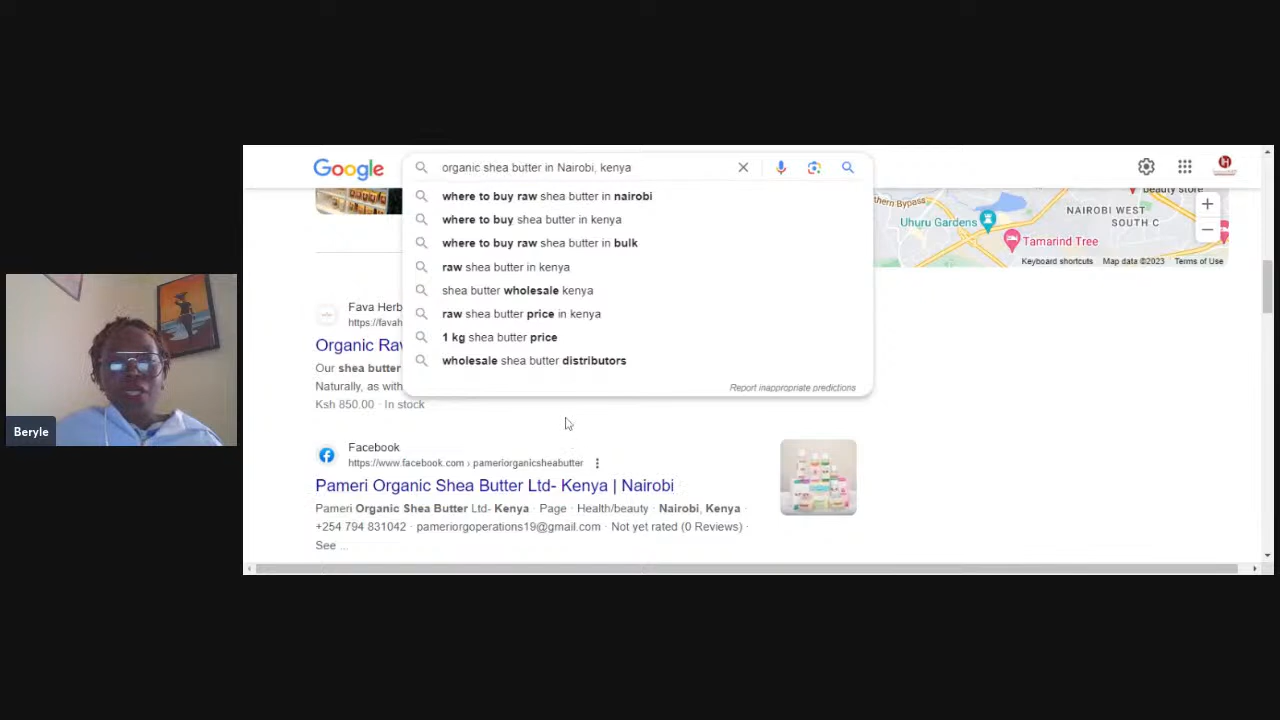 Google
organic shea butter in Nairobi, kenya
where to buy raw shea butter in nairobi
where to buy shea butter in kenya
where to buy raw shea butter in bulk
raw shea butter in kenya
shea butter wholesale kenya
raw shea butter price in kenya
1 kg shea butter price
wholesale shea butter distributors
Report inappropriate predictions
beauty store
thern Bypass
NAIROBI WEST
SOUTH C
Uhuru Gardens
Tamarind Tree
Keyboard shortcuts
Map data ©2023
Terms of Use
Fava Herb
https://favah
Organic Ra
Our shea butter
Naturally, as with
Ksh 850.00 · In stock
Facebook
https://www.facebook.com › pameriorganicsheabutter
Pameri Organic Shea Butter Ltd- Kenya | Nairobi
Pameri Organic Shea Butter Ltd- Kenya · Page · Health/beauty · Nairobi, Kenya ·
+254 794 831042 · pameriorgoperations19@gmail.com · Not yet rated (0 Reviews) ·
See ...
Beryle